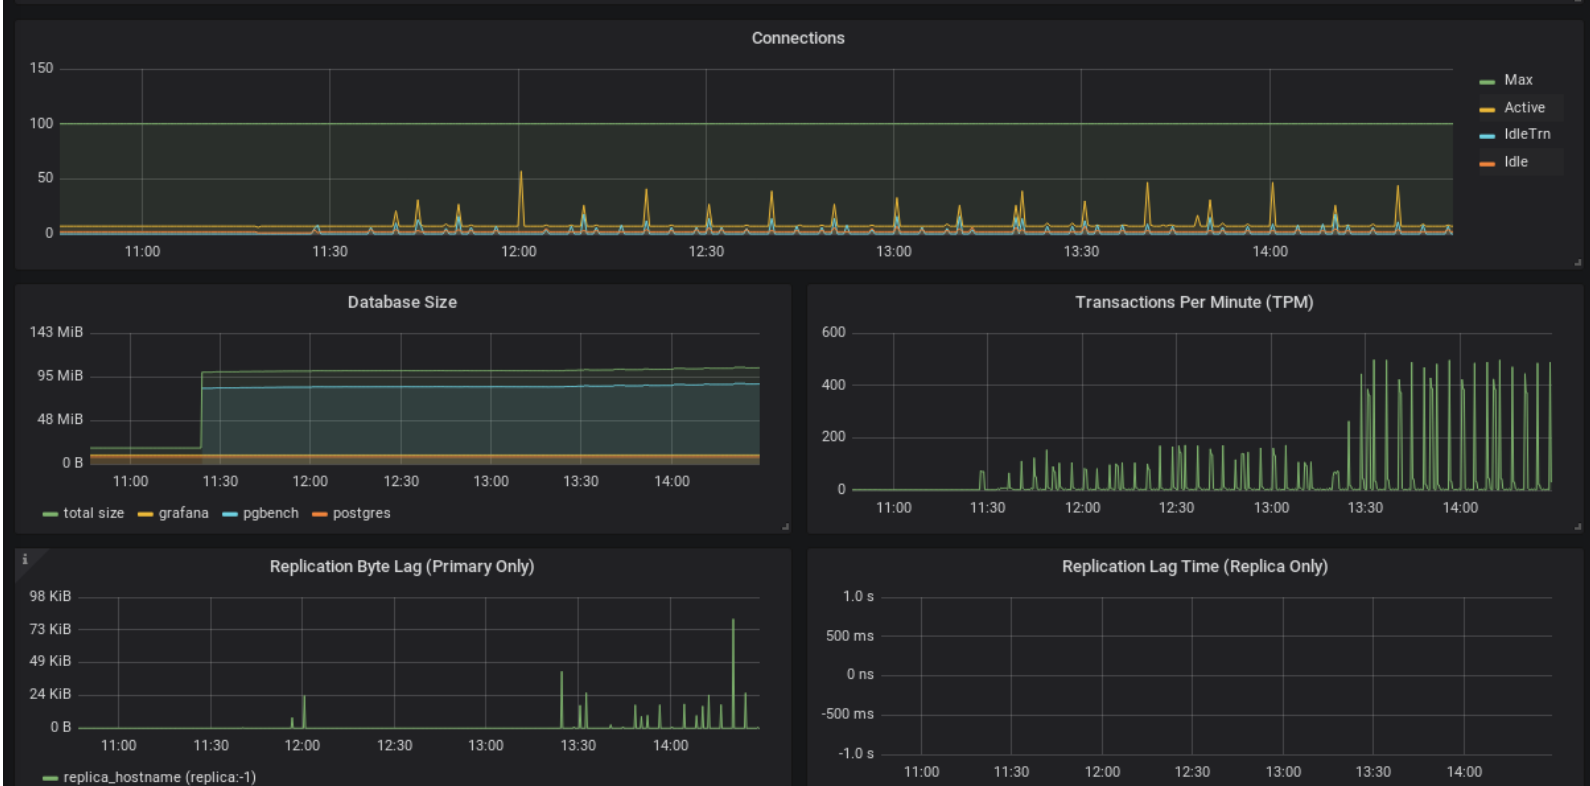 Connections
150
100
50
0
11:00 11:30 12:00 12:30 13:00 13:30 14:00
Max
Active
IdleTrn
Idle
Database Size
143 MiB
95 MiB
48 MiB
0 B
11:00 11:30 12:00 12:30 13:00 13:30 14:00
total size grafana pgbench postgres
Transactions Per Minute (TPM)
600
400
200
0
11:00 11:30 12:00 12:30 13:00 13:30 14:00
i
Replication Byte Lag (Primary Only)
98 KiB
73 KiB
49 KiB
24 KiB
0 B
11:00 11:30 12:00 12:30 13:00 13:30 14:00
replica_hostname (replica:-1)
Replication Lag Time (Replica Only)
1.0 s
500 ms
0 ns
-500 ms
-1.0 s
11:00 11:30 12:00 12:30 13:00 13:30 14:00